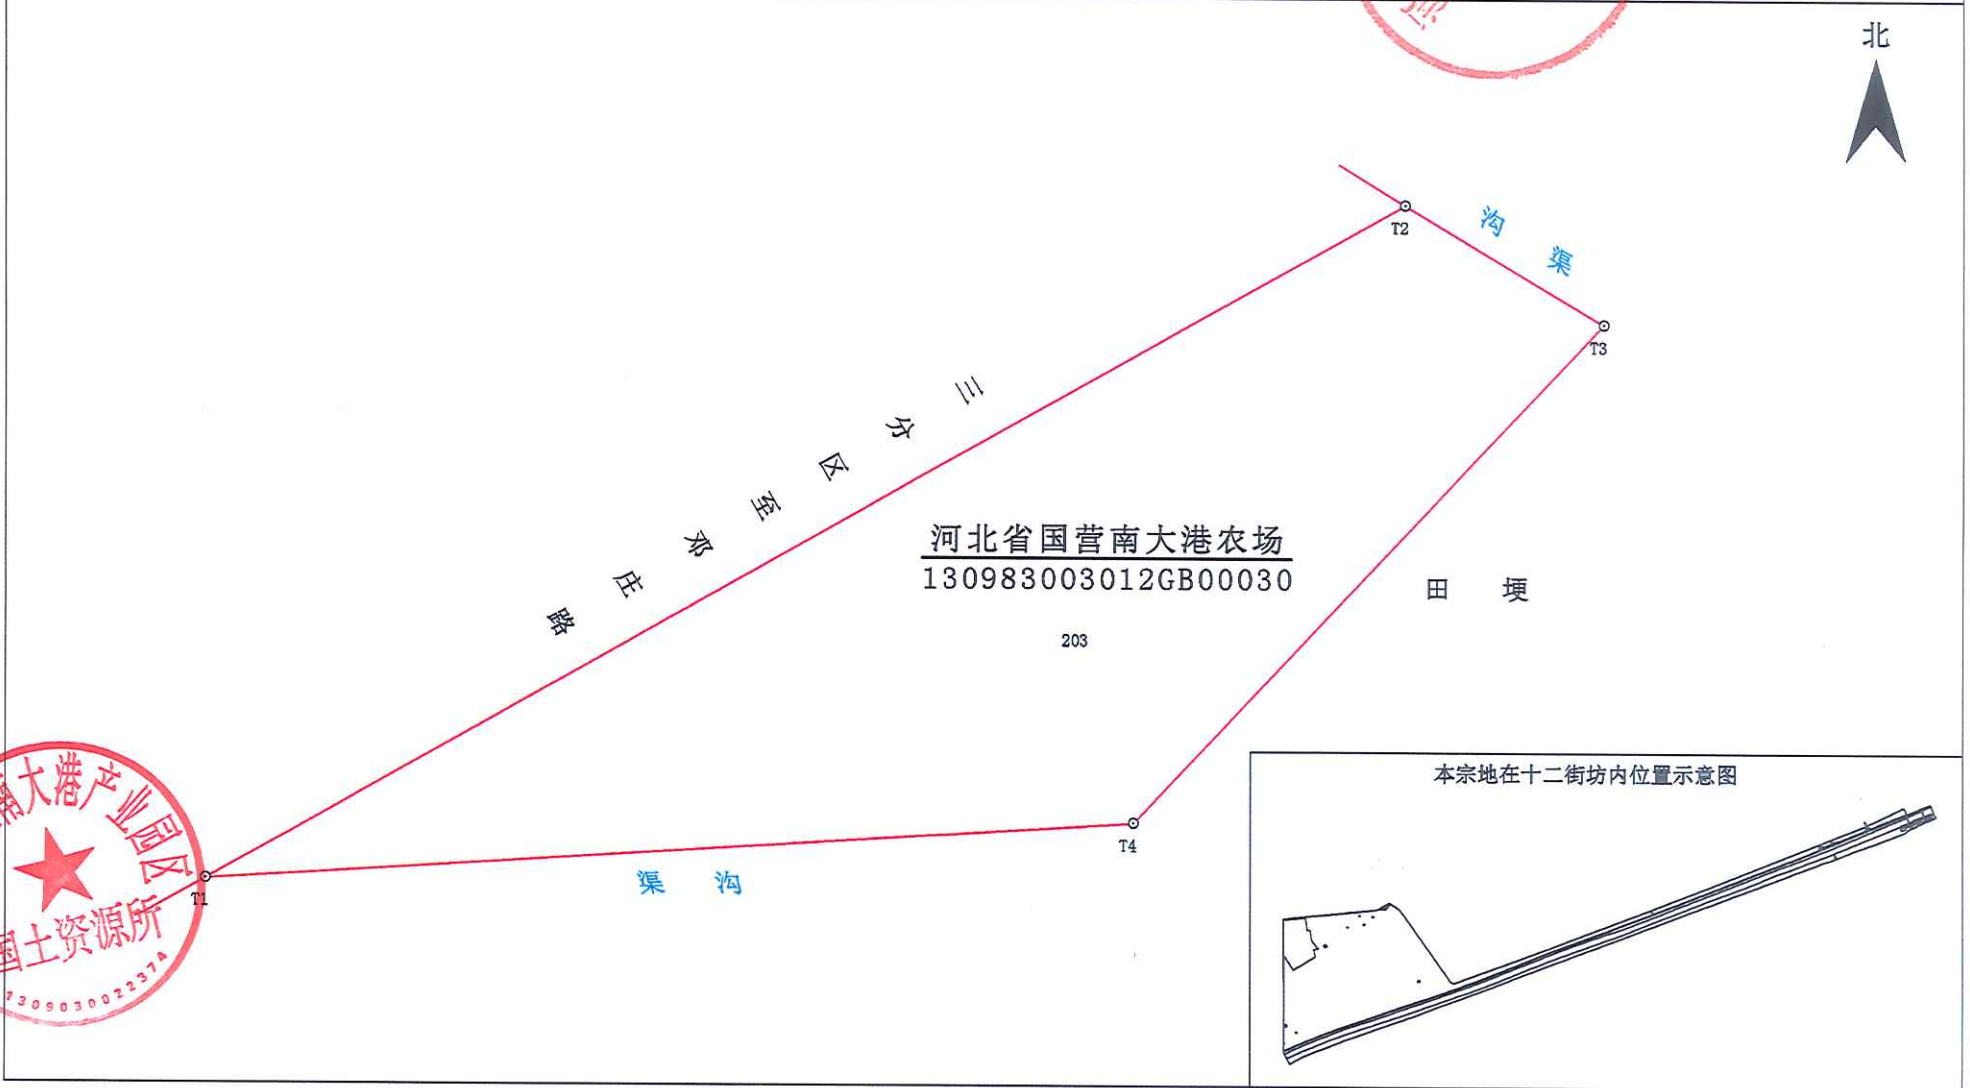 北
T2
沟渠
T3
三分区至邓庄路
河北省国营南大港农场
130983003012GB00030
203
田埂
T4
渠沟
T1
南大港产业园区
国土资源所
1309030022374
本宗地在十二街坊内位置示意图